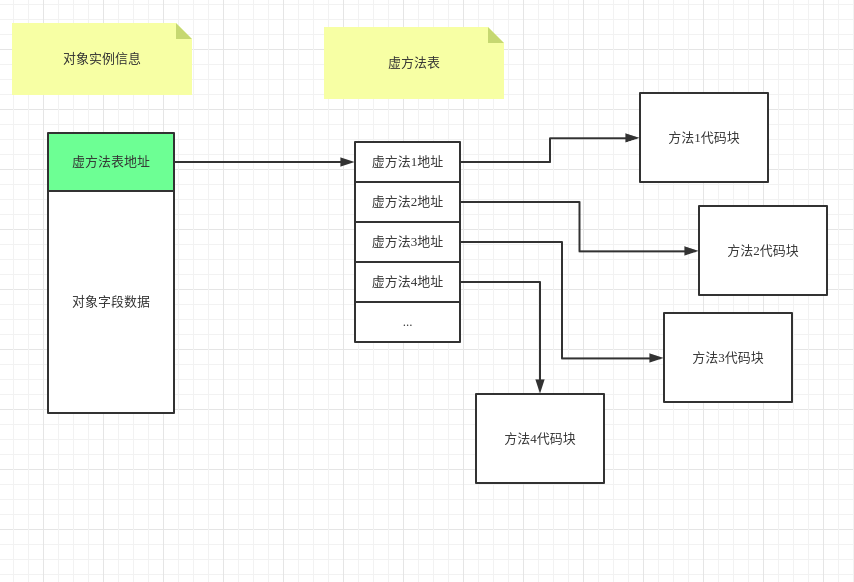 对象实例信息
虚方法表
虚方法表地址
对象字段数据
虚方法1地址
虚方法2地址
虚方法3地址
虚方法4地址
...
方法1代码块
方法2代码块
方法3代码块
方法4代码块